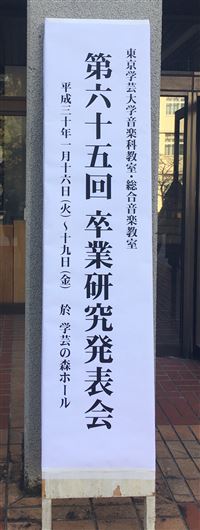 東京学芸大学音楽科教室・総合音楽教室
第六十五回 卒業研究発表会
平成三十年一月十六日(火)~十九日(金) 於 学芸の森ホール